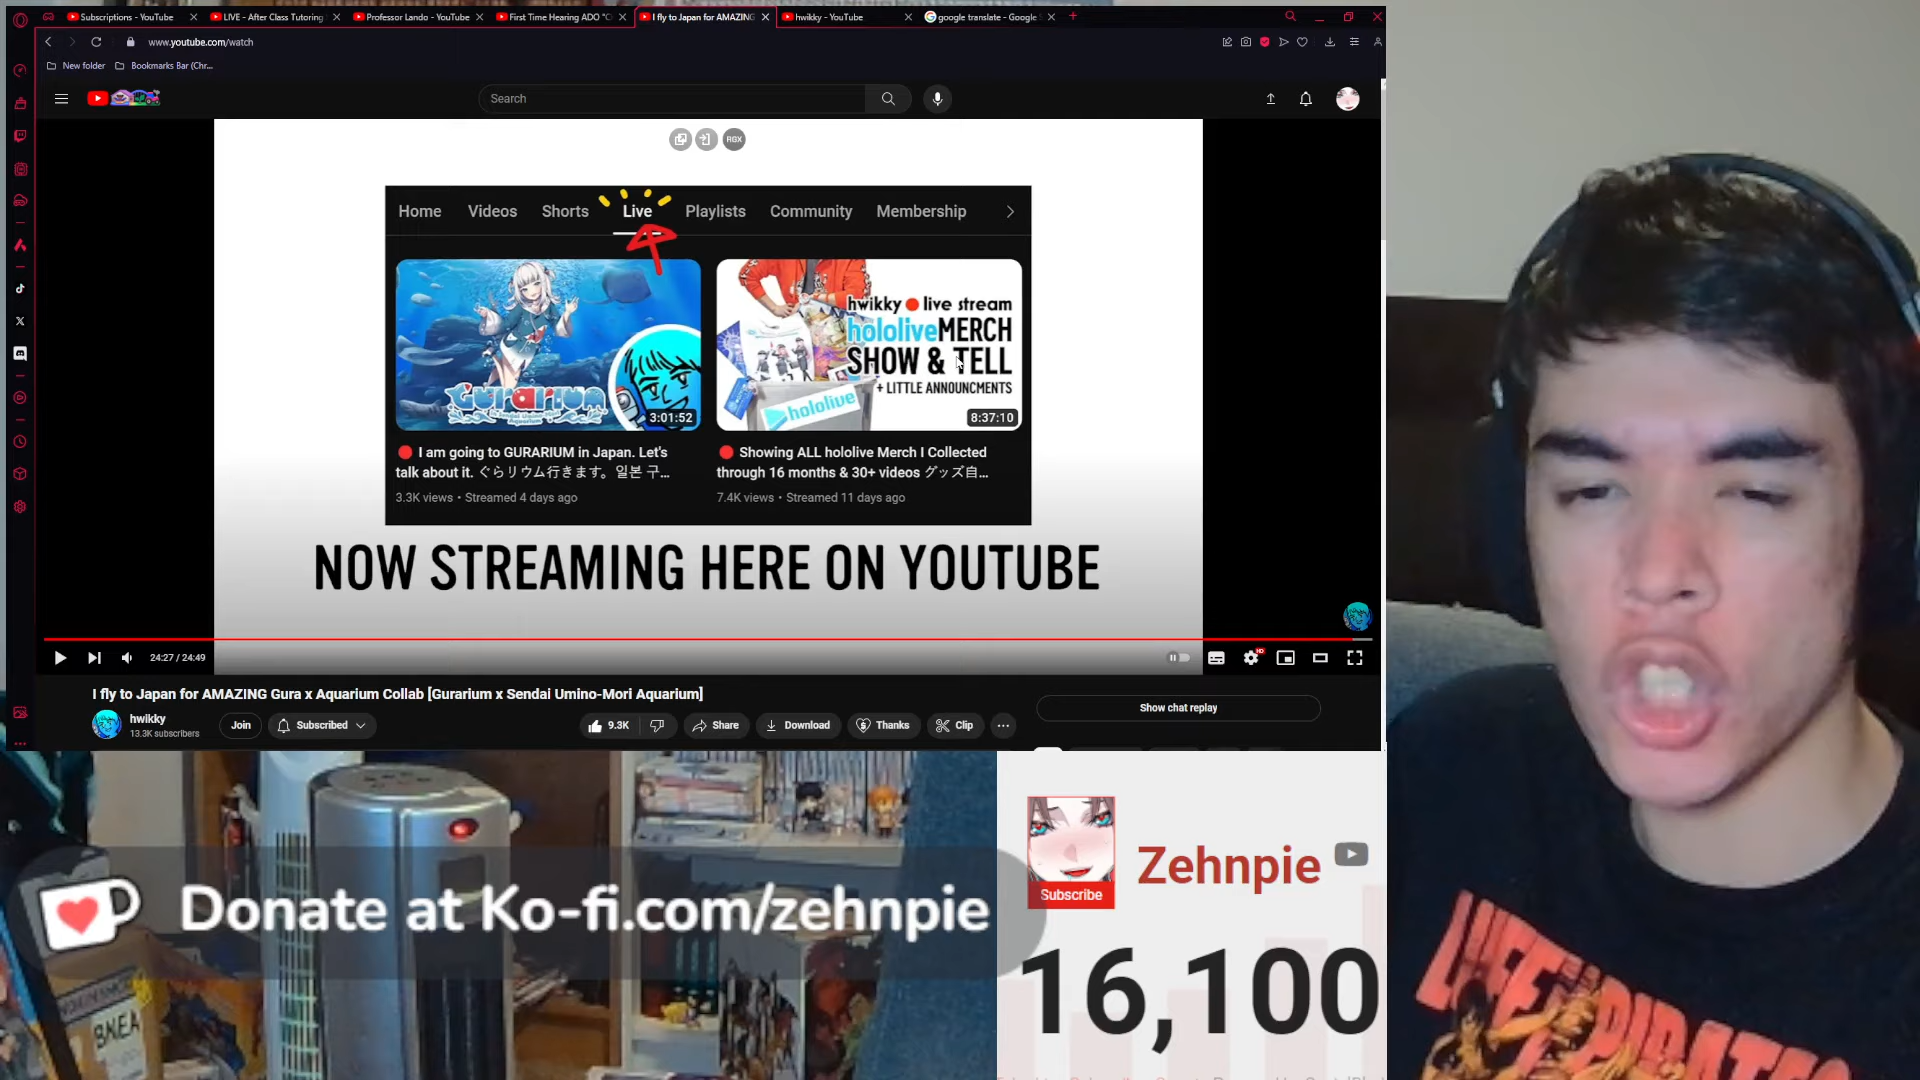 Subscriptions - YouTube
LIVE - After Class Tutoring
Professor Lando - YouTube
First Time Hearing ADO "C
I fly to Japan for AMAZING
hwikky - YouTube
google translate - Google S
www.youtube.com/watch
New folder
Bookmarks Bar (Chr...
Search
RGX
Home
Videos
Shorts
Live
Playlists
Community
Membership
Gurarium
3:01:52
hwikky live stream
hololiveMERCH
SHOW & TELL
+ LITTLE ANNOUNCMENTS
hololive
8:37:10
I am going to GURARIUM in Japan. Let's
talk about it. ぐらリウム行きます。일본 구...
3.3K views • Streamed 4 days ago
Showing ALL hololive Merch I Collected
through 16 months & 30+ videos グッズ自...
7.4K views • Streamed 11 days ago
NOW STREAMING HERE ON YOUTUBE
24:27 / 24:49
HD
I fly to Japan for AMAZING Gura x Aquarium Collab [Gurarium x Sendai Umino-Mori Aquarium]
hwikky
13.3K subscribers
Join
Subscribed
9.3K
Share
Download
Thanks
Clip
Show chat replay
Donate at Ko-fi.com/zehnpie
Zehnpie
Subscribe
16,100